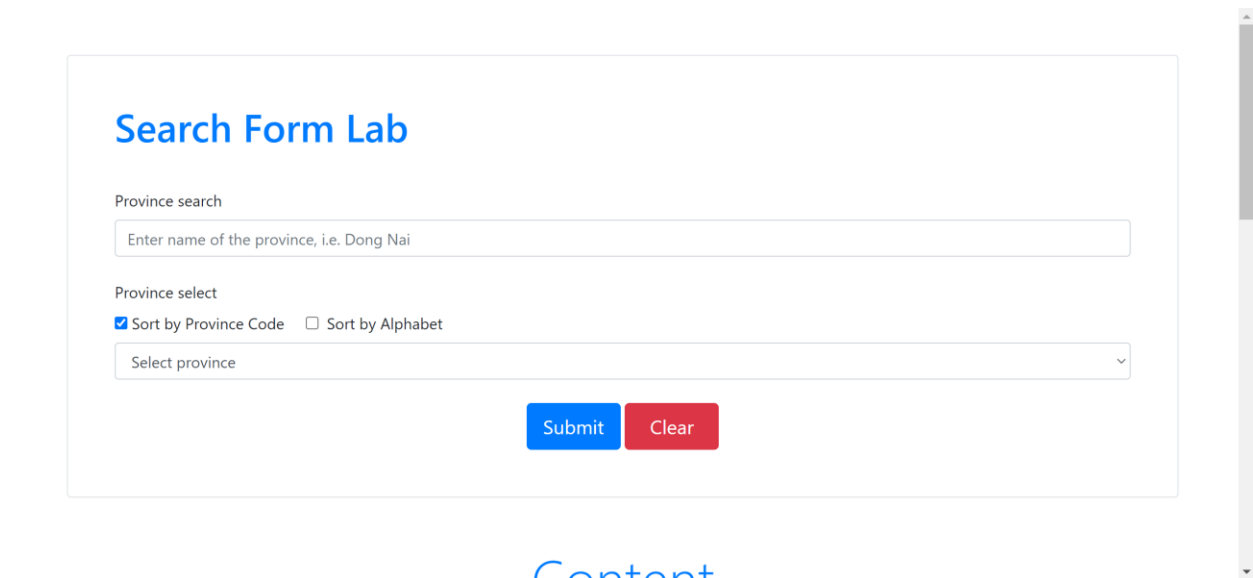 Search Form Lab
Province search
Enter name of the province, i.e. Dong Nai
Province select
Sort by Province Code Sort by Alphabet
Select province
Submit Clear
Content